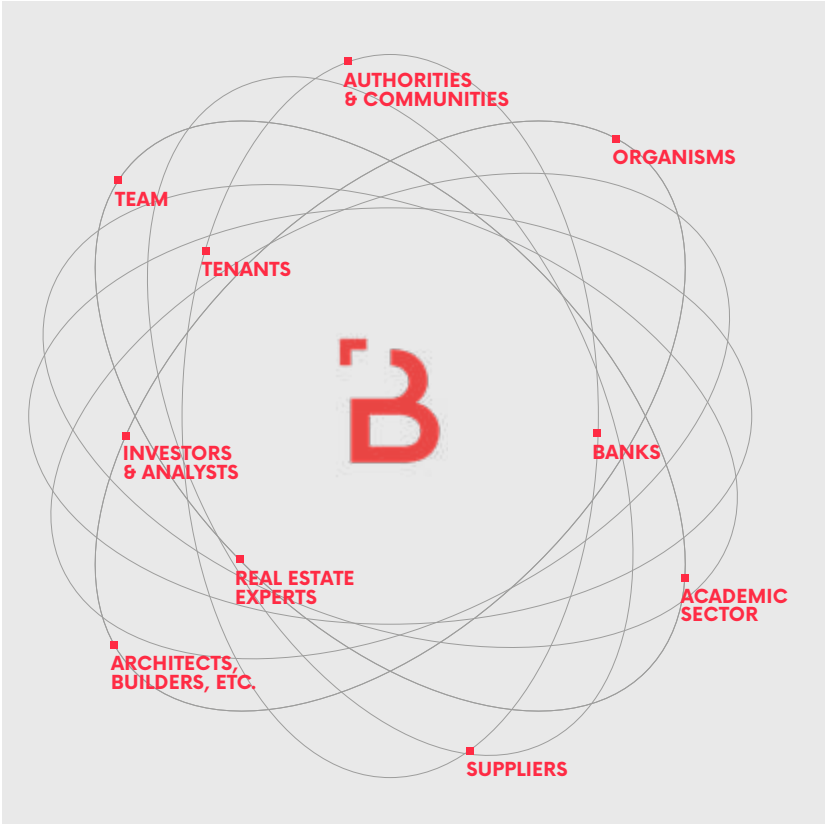 AUTHORITIES
& COMMUNITIES
ORGANISMS
TEAM
TENANTS
B
INVESTORS
& ANALYSTS
BANKS
REAL ESTATE
EXPERTS
ACADEMIC
SECTOR
ARCHITECTS,
BUILDERS, ETC.
SUPPLIERS